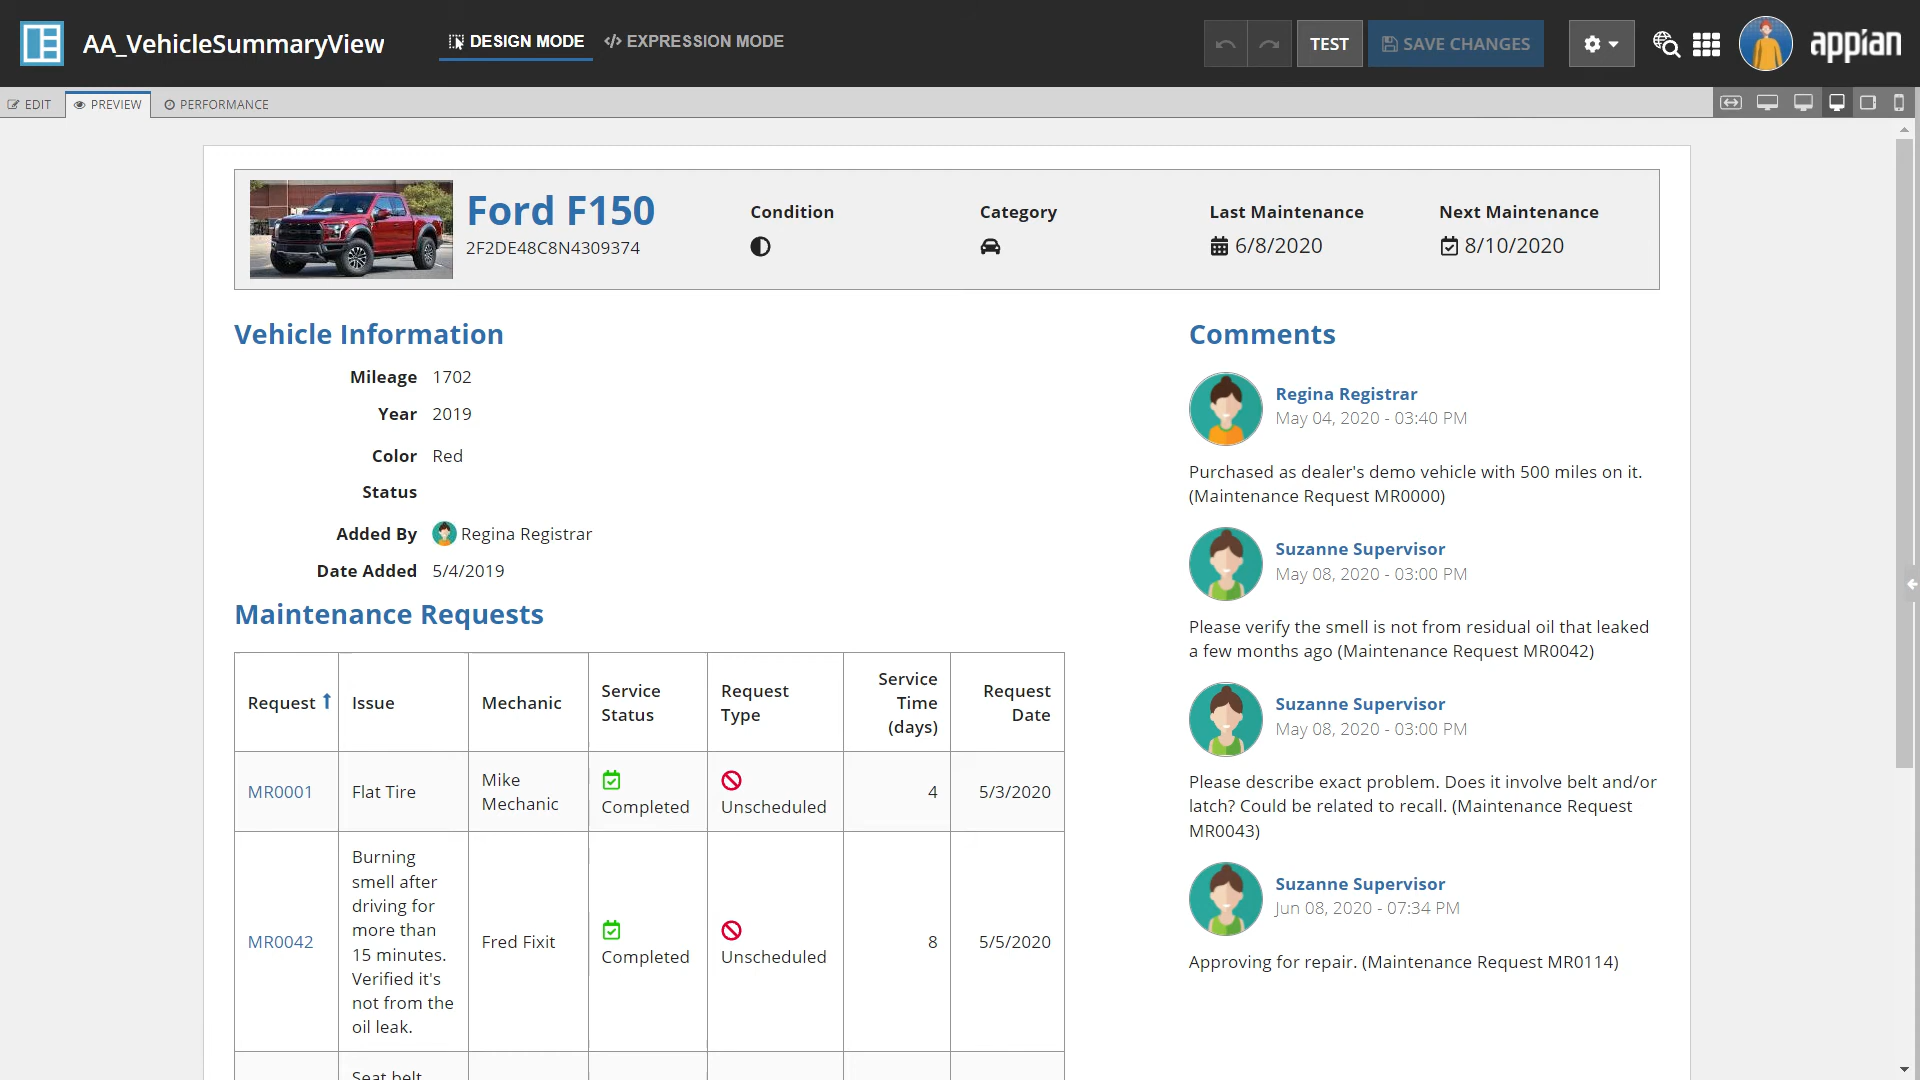 AA_VehicleSummaryView
DESIGN MODE
EXPRESSION MODE
TEST
SAVE CHANGES
appian
EDIT
PREVIEW
PERFORMANCE
Ford F150
2F2DE48C8N4309374
Condition
Category
Last Maintenance
6/8/2020
Next Maintenance
8/10/2020
Vehicle Information
Mileage 1702
Year 2019
Color Red
Status
Added By Regina Registrar
Date Added 5/4/2019
Maintenance Requests
Request
Issue
Mechanic
Service
Status
Request
Type
Service
Time
(days)
Request
Date
MR0001
Flat Tire
Mike
Mechanic
Completed
Unscheduled
4
5/3/2020
MR0042
Burning
smell after
driving for
more than
15 minutes.
Verified it's
not from the
oil leak.
Fred Fixit
Completed
Unscheduled
8
5/5/2020
Seat belt
Comments
Regina Registrar
May 04, 2020 - 03:40 PM
Purchased as dealer's demo vehicle with 500 miles on it.
(Maintenance Request MR0000)
Suzanne Supervisor
May 08, 2020 - 03:00 PM
Please verify the smell is not from residual oil that leaked
a few months ago (Maintenance Request MR0042)
Suzanne Supervisor
May 08, 2020 - 03:00 PM
Please describe exact problem. Does it involve belt and/or
latch? Could be related to recall. (Maintenance Request
MR0043)
Suzanne Supervisor
Jun 08, 2020 - 07:34 PM
Approving for repair. (Maintenance Request MR0114)